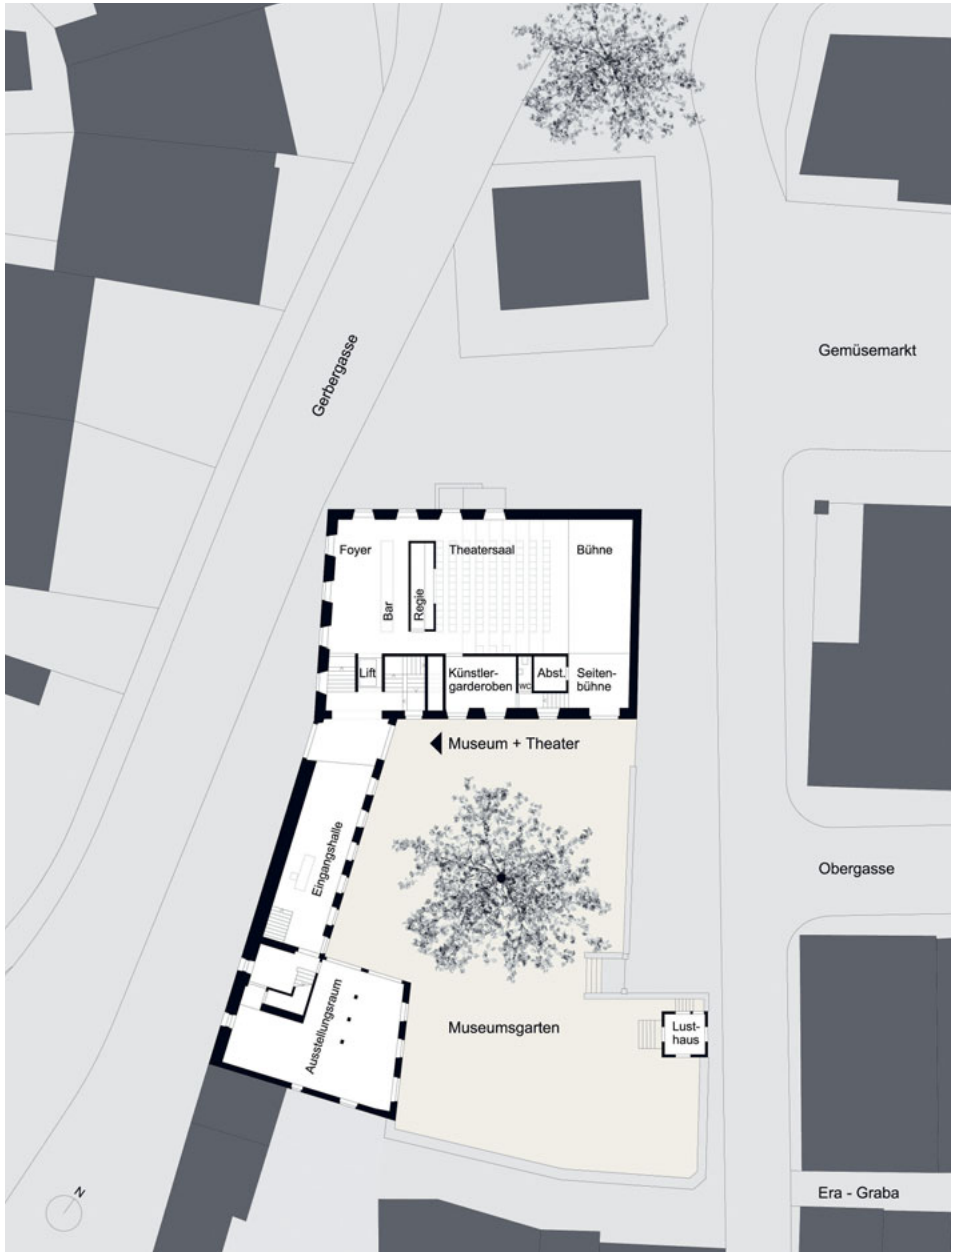 Gemüsemarkt
Gerbergasse
Foyer
Theatersaal
Bühne
Bar
Regie
Lift
Künstler-
garderoben
WC
Abst.
Seiten-
bühne
Museum + Theater
Eingangshalle
Obergasse
Ausstellungsraum
Museumsgarten
Lust-
haus
N
Era - Graba